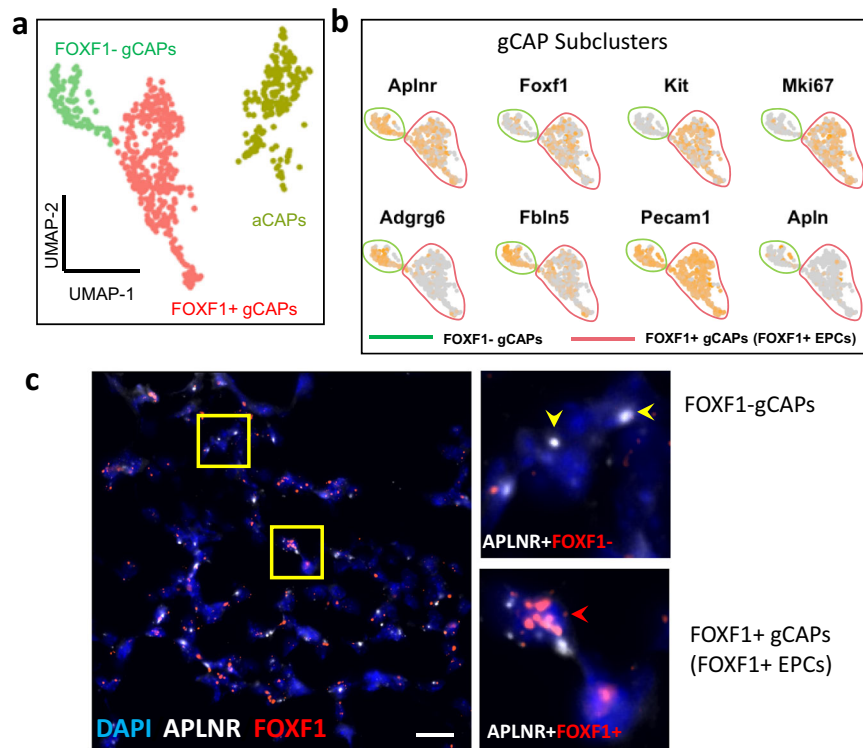 a
FOXF1- gCAPs
aCAPs
UMAP-2
UMAP-1
FOXF1+ gCAPs
b
gCAP Subclusters
Aplnr Foxf1 Kit Mki67
Adgrg6 Fbln5 Pecam1 Apln
FOXF1- gCAPs FOXF1+ gCAPs (FOXF1+ EPCs)
c
DAPI APLNR FOXF1
APLNR+FOXF1-
FOXF1-gCAPs
APLNR+FOXF1+
FOXF1+ gCAPs
(FOXF1+ EPCs)